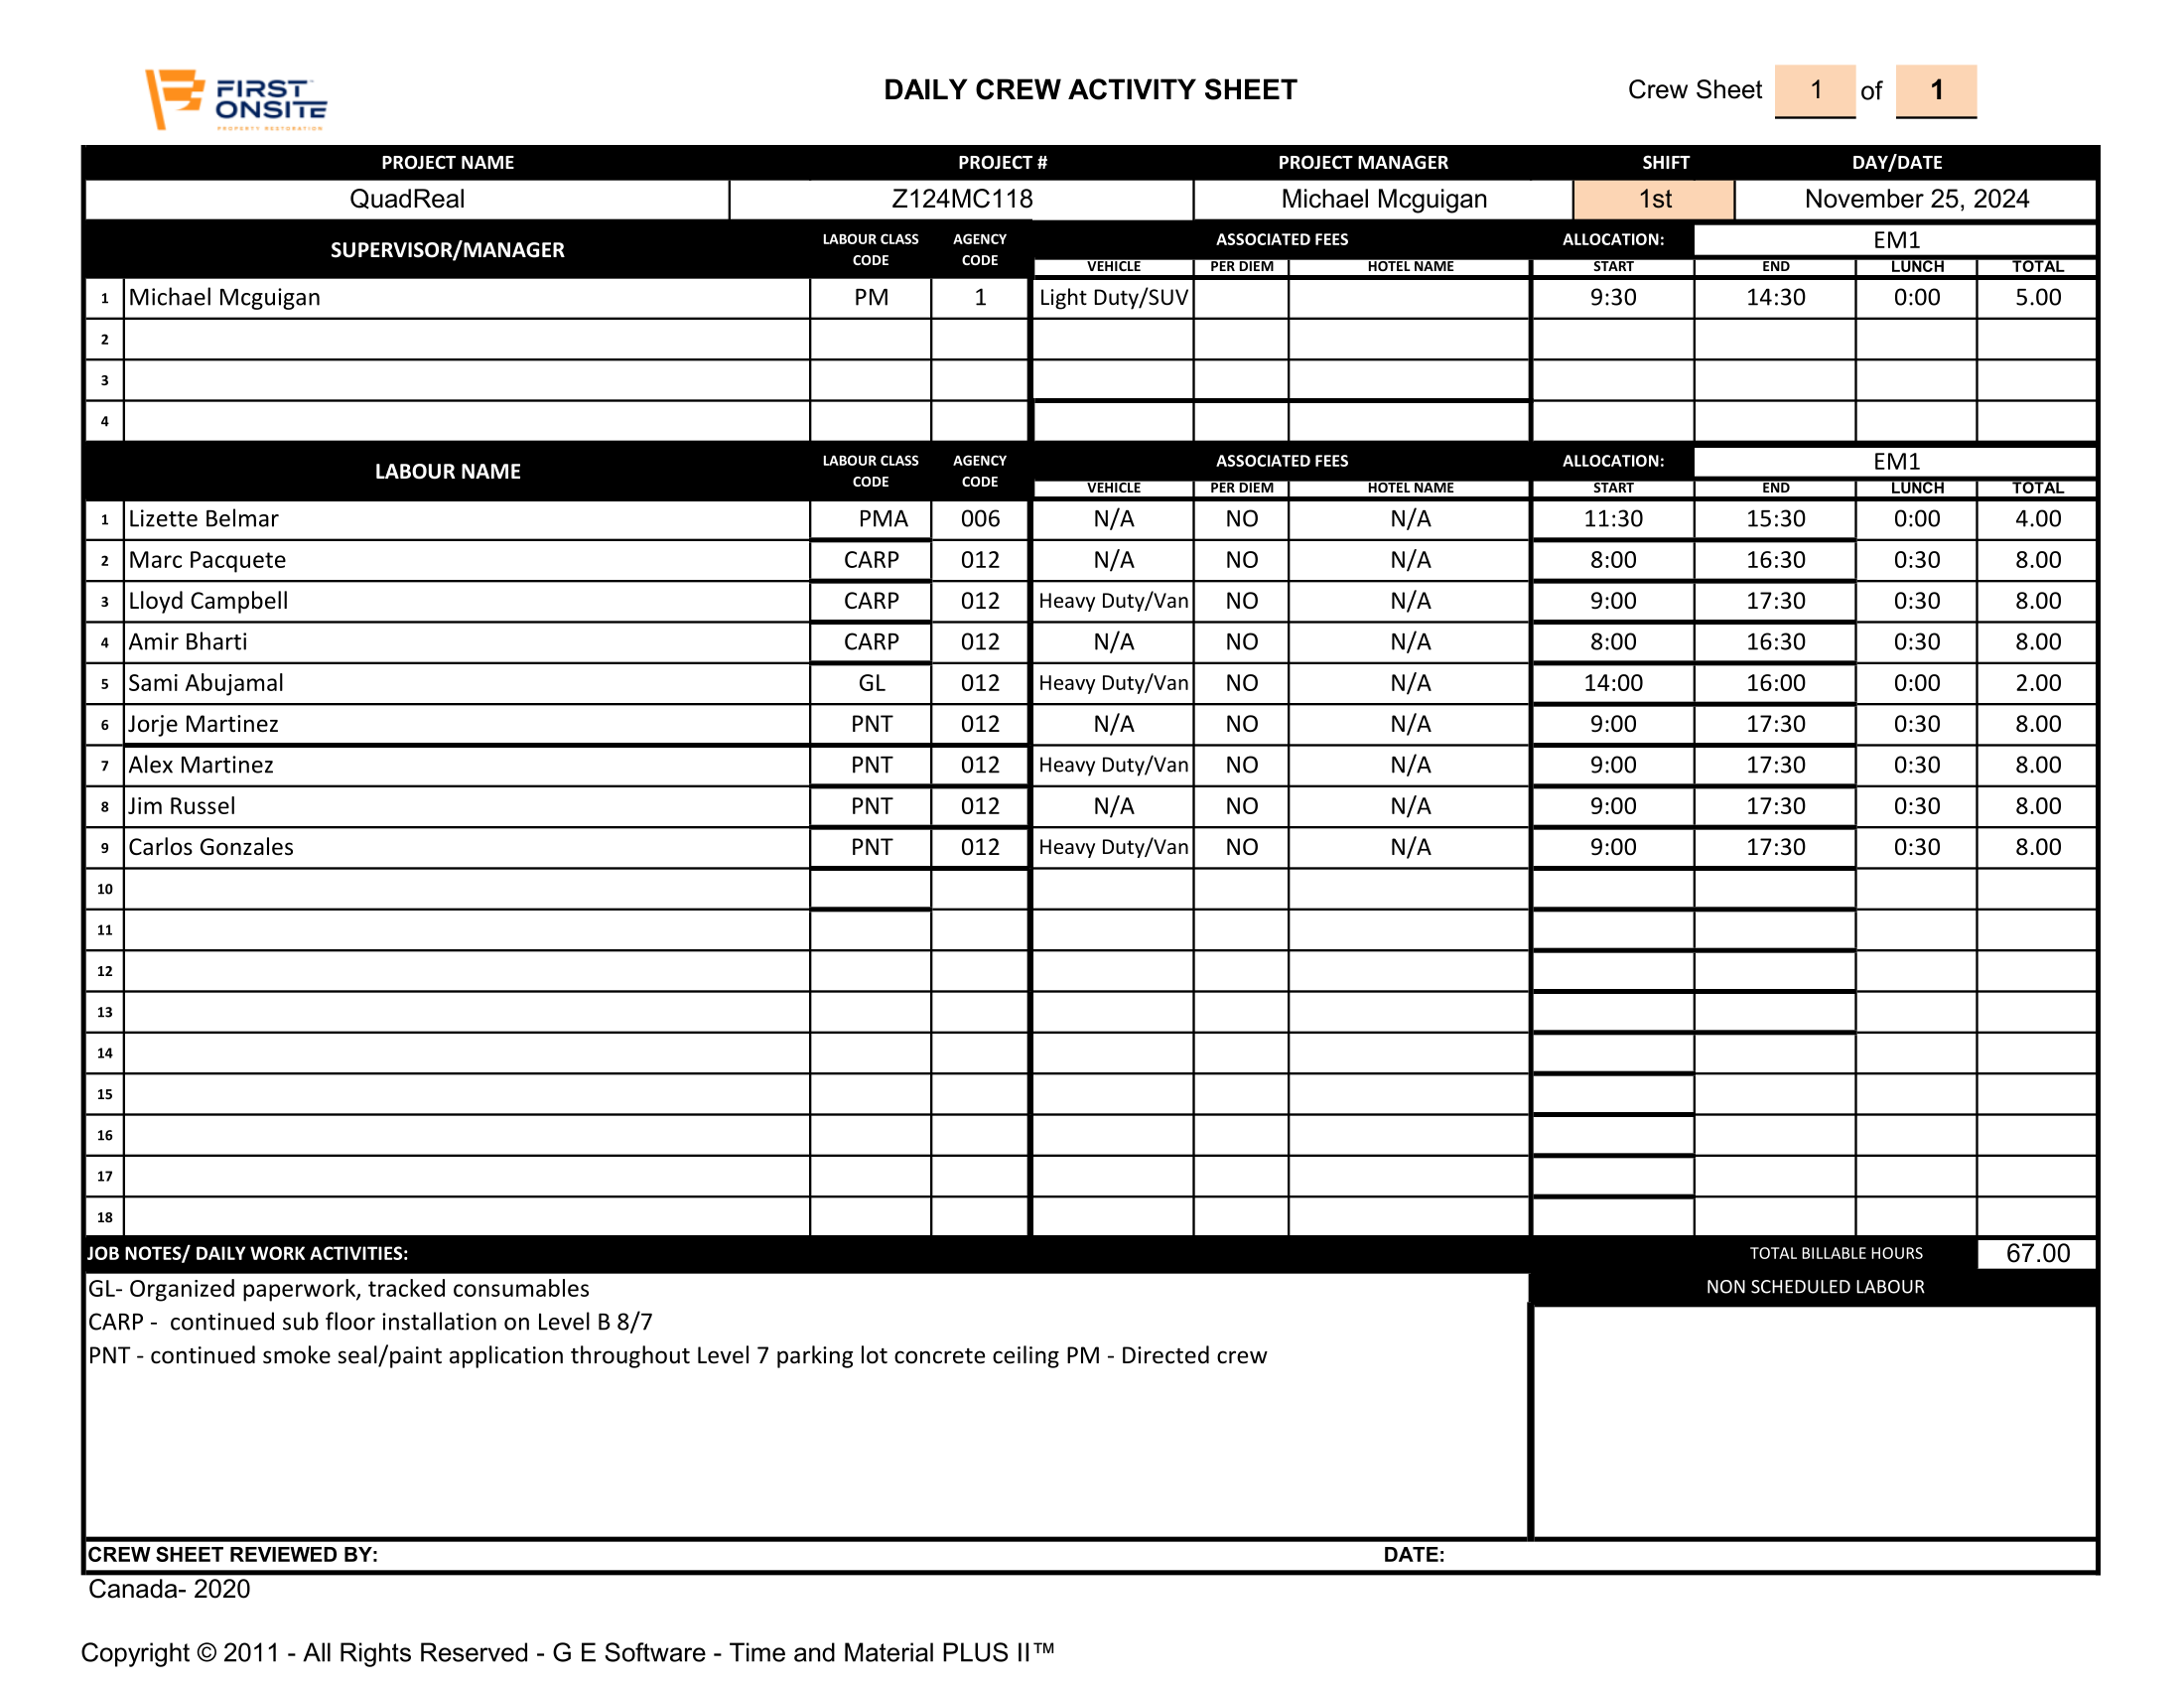 FIRST ONSITE PROPERTY RESTORATION
DAILY CREW ACTIVITY SHEET
Crew Sheet 1 of 1
PROJECT NAME PROJECT # PROJECT MANAGER SHIFT DAY/DATE
QuadReal Z124MC118 Michael Mcguigan 1st November 25, 2024
SUPERVISOR/MANAGER LABOUR CLASS CODE AGENCY CODE ASSOCIATED FEES ALLOCATION: EM1
VEHICLE PER DIEM HOTEL NAME START END LUNCH TOTAL
1 Michael Mcguigan PM 1 Light Duty/SUV 9:30 14:30 0:00 5.00
2
3
4
LABOUR NAME LABOUR CLASS CODE AGENCY CODE ASSOCIATED FEES ALLOCATION: EM1
VEHICLE PER DIEM HOTEL NAME START END LUNCH TOTAL
1 Lizette Belmar PMA 006 N/A NO N/A 11:30 15:30 0:00 4.00
2 Marc Pacquete CARP 012 N/A NO N/A 8:00 16:30 0:30 8.00
3 Lloyd Campbell CARP 012 Heavy Duty/Van NO N/A 9:00 17:30 0:30 8.00
4 Amir Bharti CARP 012 N/A NO N/A 8:00 16:30 0:30 8.00
5 Sami Abujamal GL 012 Heavy Duty/Van NO N/A 14:00 16:00 0:00 2.00
6 Jorje Martinez PNT 012 N/A NO N/A 9:00 17:30 0:30 8.00
7 Alex Martinez PNT 012 Heavy Duty/Van NO N/A 9:00 17:30 0:30 8.00
8 Jim Russel PNT 012 N/A NO N/A 9:00 17:30 0:30 8.00
9 Carlos Gonzales PNT 012 Heavy Duty/Van NO N/A 9:00 17:30 0:30 8.00
10
11
12
13
14
15
16
17
18
JOB NOTES/ DAILY WORK ACTIVITIES: TOTAL BILLABLE HOURS 67.00
NON SCHEDULED LABOUR
GL- Organized paperwork, tracked consumables
CARP -  continued sub floor installation on Level B 8/7
PNT - continued smoke seal/paint application throughout Level 7 parking lot concrete ceiling PM - Directed crew
CREW SHEET REVIEWED BY: DATE:
Canada- 2020
Copyright © 2011 - All Rights Reserved - G E Software - Time and Material PLUS II™